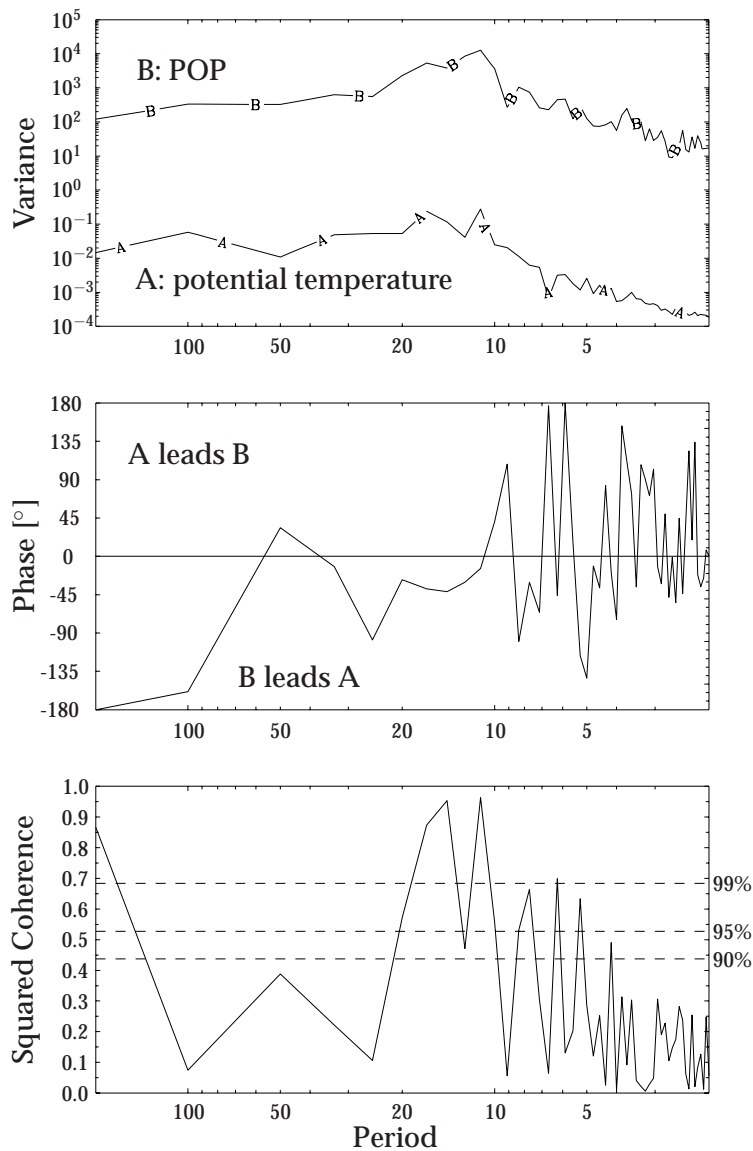 10^5
10^4
10^3
10^2
10^1
10^0
10^−1
10^−2
10^−3
10^−4
Variance
B: POP
B B B B B B B B
A A A A A A A A
A: potential temperature
100 50 20 10 5
180
135
90
45
0
-45
-90
-135
-180
Phase [°]
A leads B
B leads A
100 50 20 10 5
1.0
0.9
0.8
0.7
0.6
0.5
0.4
0.3
0.2
0.1
0.0
Squared Coherence
99%
95%
90%
100 50 20 10 5
Period